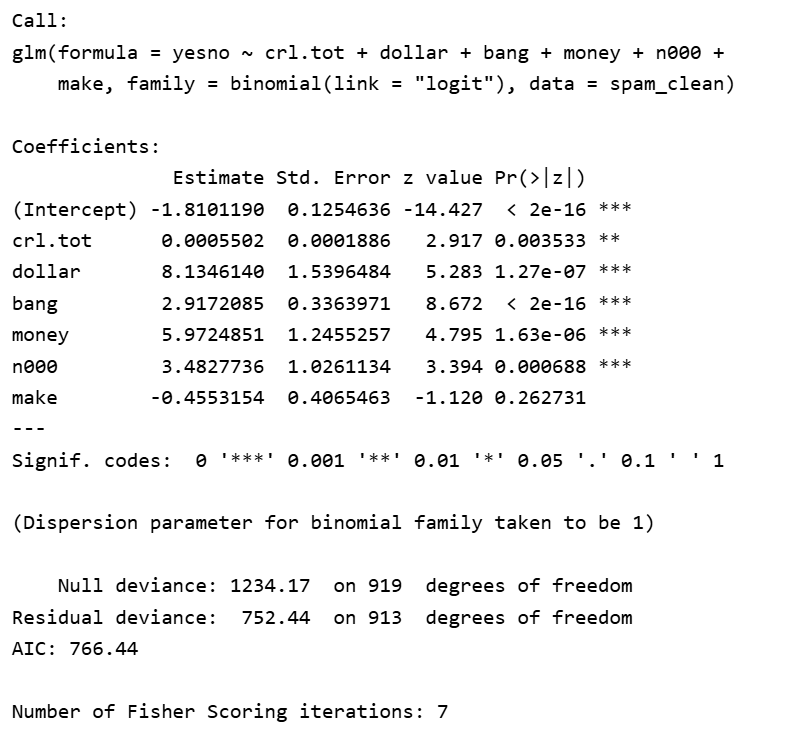 Call:
glm(formula = yesno ~ crl.tot + dollar + bang + money + n000 +
    make, family = binomial(link = "logit"), data = spam_clean)

Coefficients:
              Estimate Std. Error z value Pr(>|z|)
(Intercept) -1.8101190  0.1254636 -14.427  < 2e-16 ***
crl.tot      0.0005502  0.0001886   2.917 0.003533 **
dollar       8.1346140  1.5396484   5.283 1.27e-07 ***
bang         2.9172085  0.3363971   8.672  < 2e-16 ***
money        5.9724851  1.2455257   4.795 1.63e-06 ***
n000         3.4827736  1.0261134   3.394 0.000688 ***
make        -0.4553154  0.4065463  -1.120 0.262731
---
Signif. codes:  0 '***' 0.001 '**' 0.01 '*' 0.05 '.' 0.1 ' ' 1

(Dispersion parameter for binomial family taken to be 1)

    Null deviance: 1234.17  on 919  degrees of freedom
Residual deviance:  752.44  on 913  degrees of freedom
AIC: 766.44

Number of Fisher Scoring iterations: 7